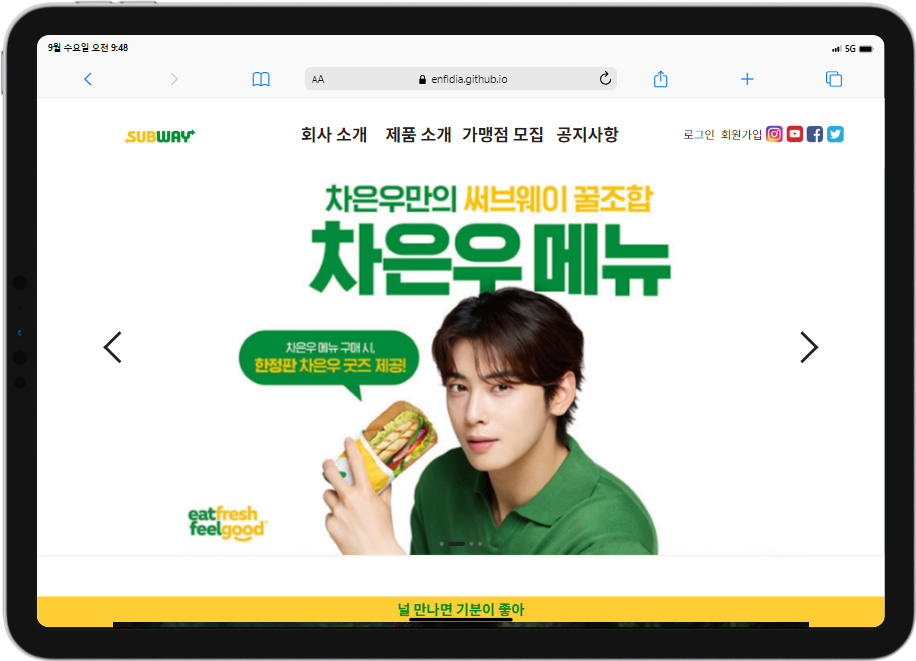 9월 수요일 오전 9:48
5G
AA
enfidia.github.io
SUBWAY
회사 소개 제품 소개 가맹점 모집 공지사항
로그인 회원가입
차은우만의 써브웨이 꿀조합
차은우 메뉴
차은우 메뉴 구매 시,
한정판 차은우 굿즈 제공!
eatfresh
feelgood
널 만나면 기분이 좋아